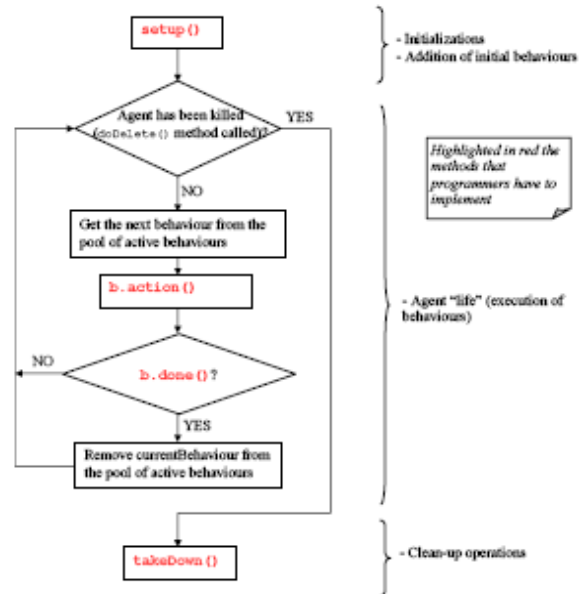 setup()
- Initializations
- Addition of initial behaviours
Agent has been killed
(doDelete() method called)?
YES
Highlighted in red the
methods that
programmers have to
implement
NO
Get the next behaviour from the
pool of active behaviours
b.action()
- Agent "life" (execution of
behaviours)
NO
b.done()?
YES
Remove currentBehaviour from
the pool of active behaviours
takeDown()
- Clean-up operations